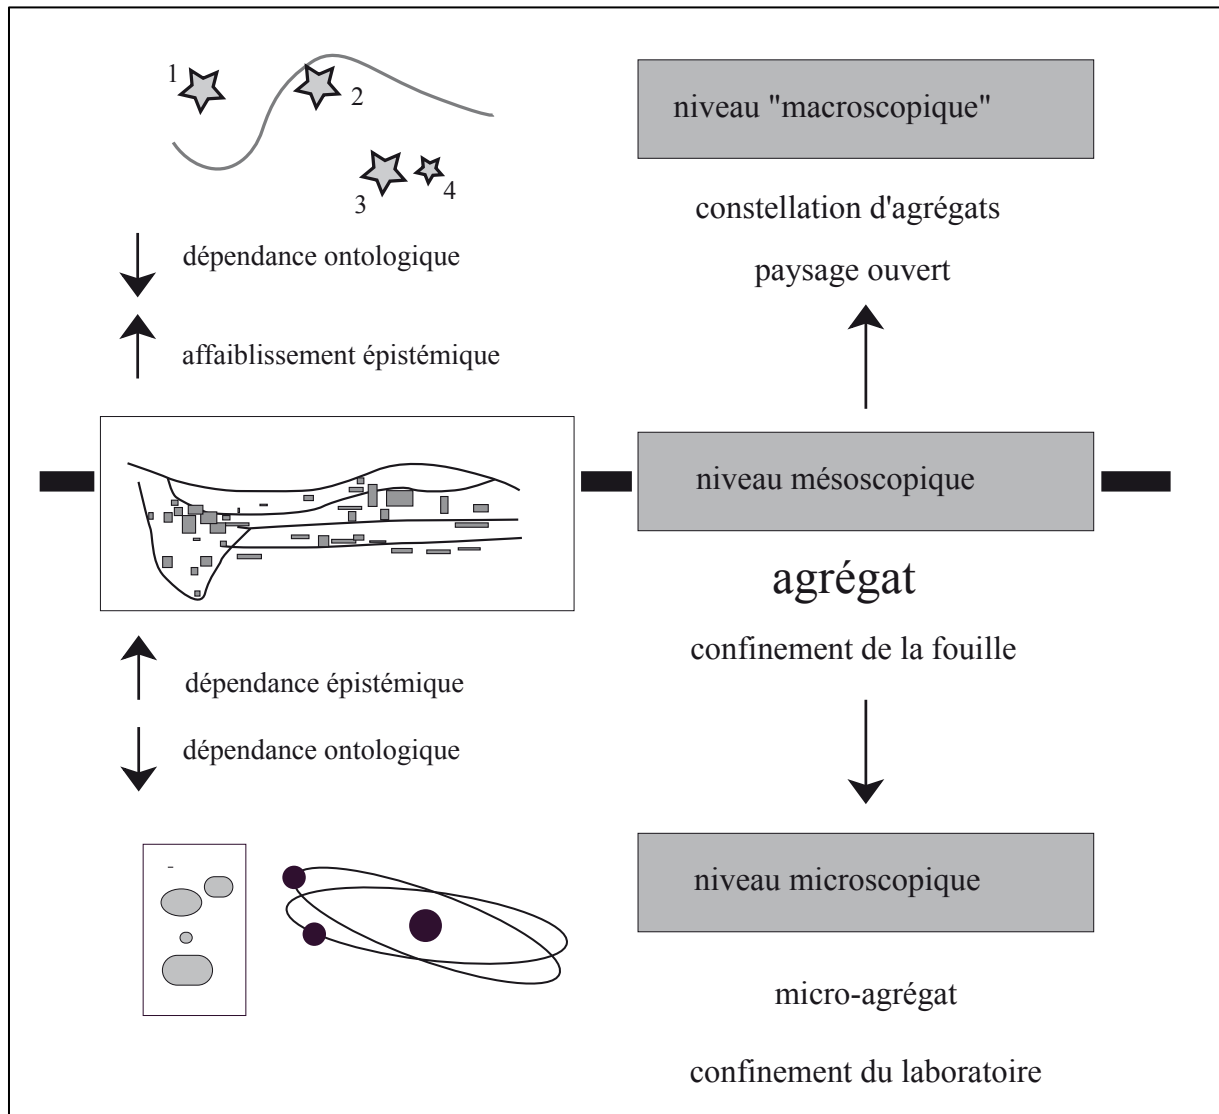 1
2
3
4
niveau "macroscopique"
constellation d'agrégats
paysage ouvert
dépendance ontologique
affaiblissement épistémique
niveau mésoscopique
agrégat
confinement de la fouille
dépendance épistémique
dépendance ontologique
niveau microscopique
micro-agrégat
confinement du laboratoire